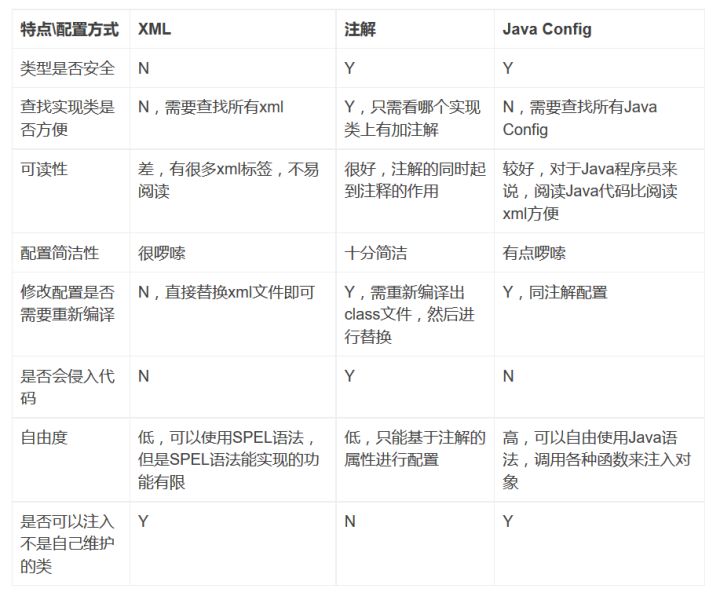 特点\配置方式 XML 注解 Java Config
类型是否安全 N Y Y
查找实现类是
否方便
N，需要查找所有xml
Y，只需看哪个实现
类上有加注解
N，需要查找所有Java
Config
可读性
差，有很多xml标签，不易
阅读
很好，注解的同时起
到注释的作用
较好，对于Java程序员来
说，阅读Java代码比阅读
xml方便
配置简洁性 很啰嗦 十分简洁 有点啰嗦
修改配置是否
需要重新编译
N，直接替换xml文件即可
Y，需重新编译出
class文件，然后进
行替换
Y，同注解配置
是否会侵入代
码
N
Y
N
自由度
低，可以使用SPEL语法，
但是SPEL语法能实现的功
能有限
低，只能基于注解的
属性进行配置
高，可以自由使用Java语
法，调用各种函数来注入对
象
是否可以注入
不是自己维护
的类
Y
N
Y